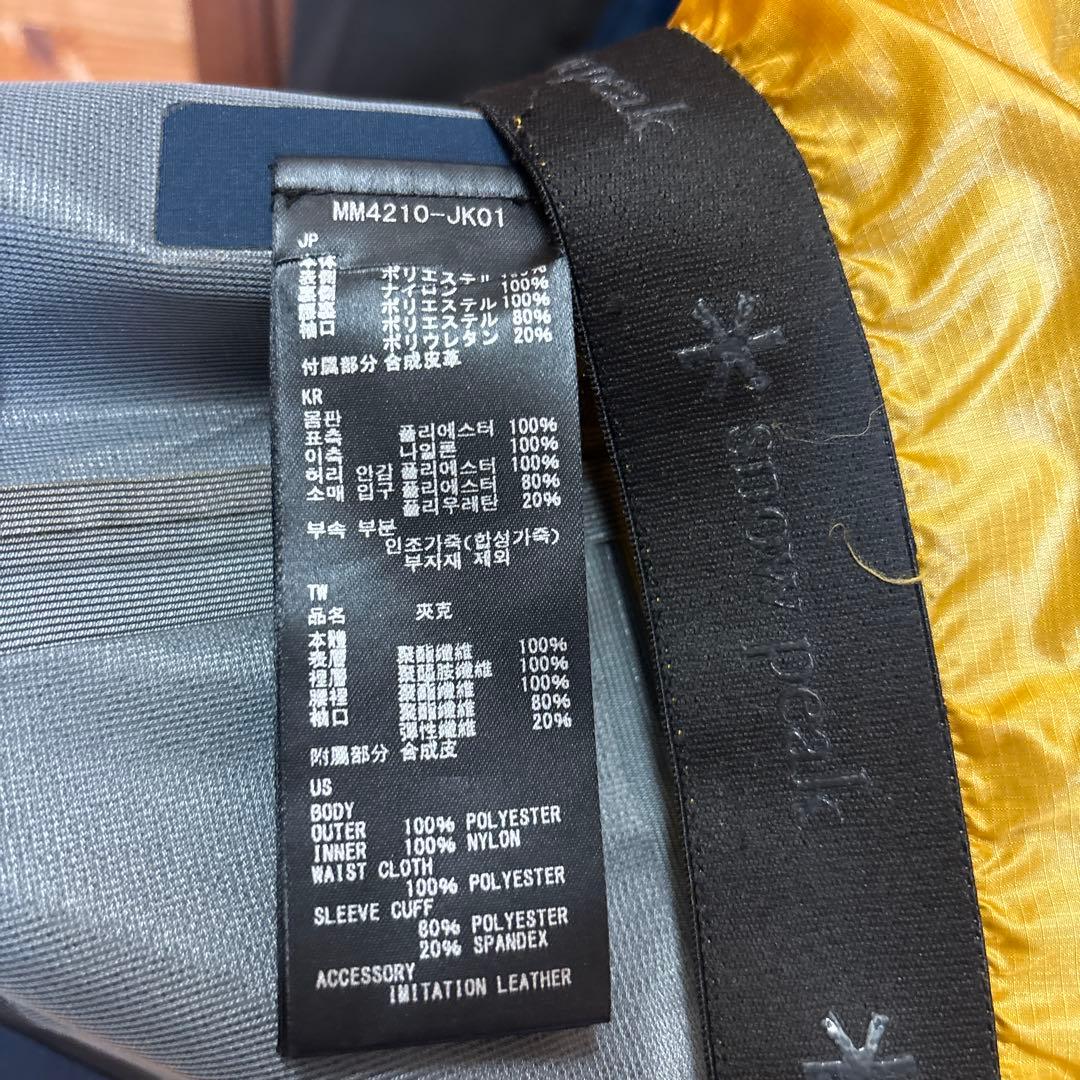 MM4210-JK01
JP
本体
表側 ポリエステル 100%
裏側 ナイロン 100%
腰裏 ポリエステル 100%
袖口 ポリエステル 80%
ポリウレタン 20%
付属部分 合成皮革
KR
몸판
표측 폴리에스터 100%
이측 나일론 100%
허리 안감 폴리에스터 100%
소매 입구 폴리에스터 80%
폴리우레탄 20%
부속 부분
인조가죽(합성가죽)
부자재 제외
TW
品名 夾克
本體
表層 聚酯纖維 100%
裡層 聚醯胺纖維 100%
腰裡 聚酯纖維 100%
袖口 聚酯纖維 80%
彈性纖維 20%
附屬部分 合成皮
US
BODY
OUTER 100% POLYESTER
INNER 100% NYLON
WAIST CLOTH
100% POLYESTER
SLEEVE CUFF
80% POLYESTER
20% SPANDEX
ACCESSORY
IMITATION LEATHER
peak
snow peak